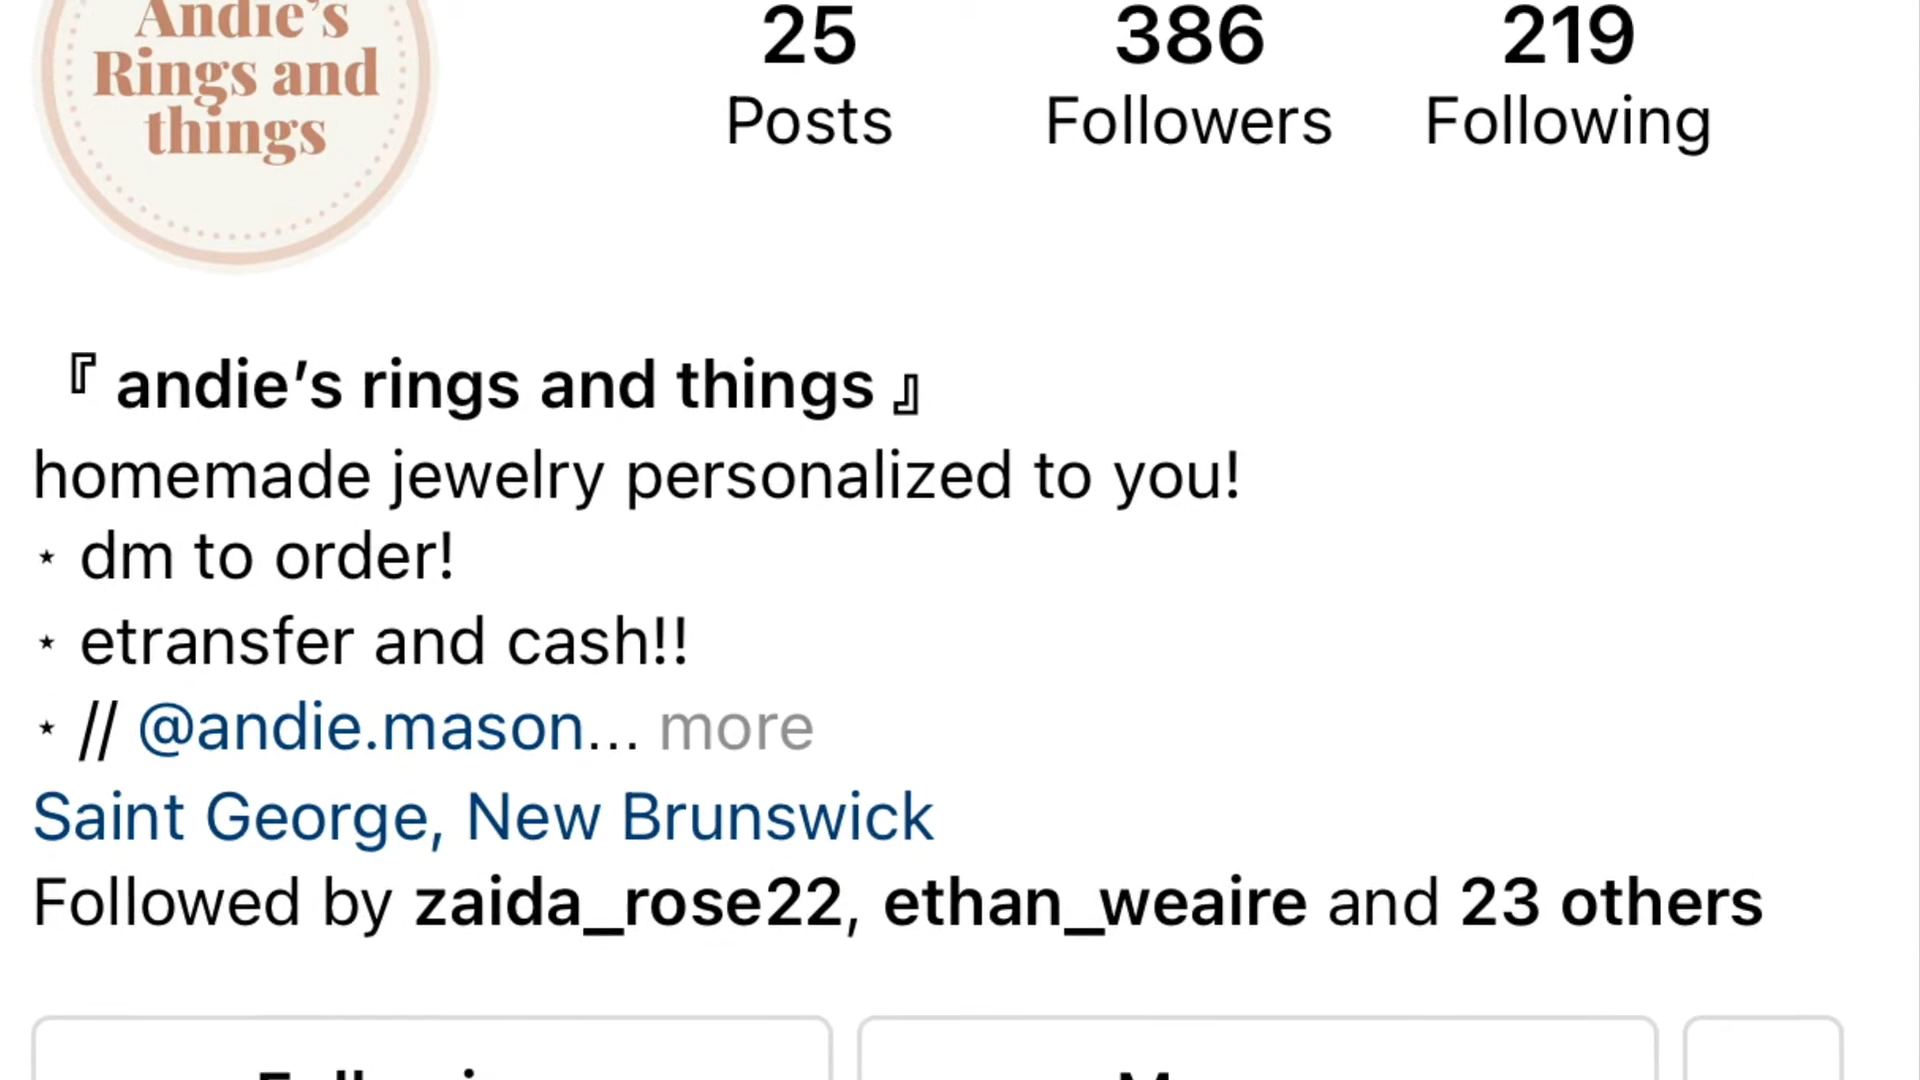 Andie's
Rings and
things
25 386 219
Posts Followers Following
『 andie’s rings and things 』
homemade jewelry personalized to you!
⋆ dm to order!
⋆ etransfer and cash!!
⋆ // @andie.mason... more
Saint George, New Brunswick
Followed by zaida_rose22, ethan_weaire and 23 others